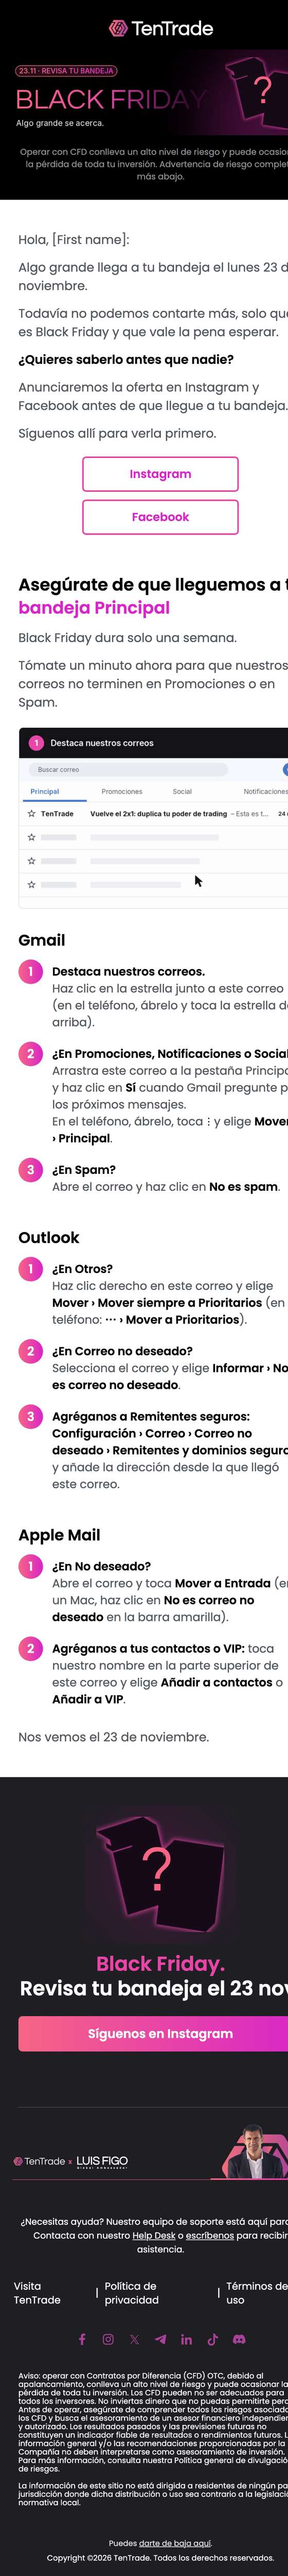 TenTrade
23.11 · REVISA TU BANDEJA
BLACK FRIDAY
?
Algo grande se acerca.
Operar con CFD conlleva un alto nivel de riesgo y puede ocasio
la pérdida de toda tu inversión. Advertencia de riesgo complet
más abajo.
Hola, [First name]:
Algo grande llega a tu bandeja el lunes 23 d
noviembre.
Todavía no podemos contarte más, solo que
es Black Friday y que vale la pena esperar.
¿Quieres saberlo antes que nadie?
Anunciaremos la oferta en Instagram y
Facebook antes de que llegue a tu bandeja.
Síguenos allí para verla primero.
Instagram
Facebook
Asegúrate de que lleguemos a t
bandeja Principal
Black Friday dura solo una semana.
Tómate un minuto ahora para que nuestros
correos no terminen en Promociones o en
Spam.
1 Destaca nuestros correos
Buscar correo
Principal Promociones Social Notificaciones
TenTrade Vuelve el 2x1: duplica tu poder de trading – Esta es t... 24
Gmail
1 Destaca nuestros correos.
Haz clic en la estrella junto a este correo
(en el teléfono, ábrelo y toca la estrella de
arriba).
2 ¿En Promociones, Notificaciones o Social
Arrastra este correo a la pestaña Principa
y haz clic en Sí cuando Gmail pregunte p
los próximos mensajes.
En el teléfono, ábrelo, toca ⋮ y elige Mover
› Principal.
3 ¿En Spam?
Abre el correo y haz clic en No es spam.
Outlook
1 ¿En Otros?
Haz clic derecho en este correo y elige
Mover › Mover siempre a Prioritarios (en
teléfono: ··· › Mover a Prioritarios).
2 ¿En Correo no deseado?
Selecciona el correo y elige Informar › No
es correo no deseado.
3 Agréganos a Remitentes seguros:
Configuración › Correo › Correo no
deseado › Remitentes y dominios seguro
y añade la dirección desde la que llegó
este correo.
Apple Mail
1 ¿En No deseado?
Abre el correo y toca Mover a Entrada (e
un Mac, haz clic en No es correo no
deseado en la barra amarilla).
2 Agréganos a tus contactos o VIP: toca
nuestro nombre en la parte superior de
este correo y elige Añadir a contactos o
Añadir a VIP.
Nos vemos el 23 de noviembre.
?
Black Friday.
Revisa tu bandeja el 23 nov
Síguenos en Instagram
TenTrade x LUIS FIGO
Global Ambassador
¿Necesitas ayuda? Nuestro equipo de soporte está aquí par
Contacta con nuestro Help Desk o escríbenos para recibir
asistencia.
Visita TenTrade | Política de privacidad | Términos de uso
Aviso: operar con Contratos por Diferencia (CFD) OTC, debido al
apalancamiento, conlleva un alto nivel de riesgo y puede ocasionar la
pérdida de toda tu inversión. Los CFD pueden no ser adecuados para
todos los inversores. No inviertas dinero que no puedas permitirte perd
Antes de operar, asegúrate de comprender todos los riesgos asociado
los CFD y busca el asesoramiento de un asesor financiero independien
y autorizado. Los resultados pasados y las previsiones futuras no
constituyen un indicador fiable de resultados o rendimientos futuros. L
información general y/o las recomendaciones proporcionadas por la
Compañía no deben interpretarse como asesoramiento de inversión.
Para más información, consulta nuestra Política general de divulgació
de riesgos.
La información de este sitio no está dirigida a residentes de ningún pa
jurisdicción donde dicha distribución o uso sea contrario a la legislació
normativa local.
Puedes darte de baja aquí.
Copyright ©2026 TenTrade. Todos los derechos reservados.